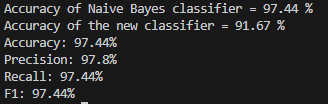 Accuracy of Naive Bayes classifier = 97.44 %
Accuracy of the new classifier = 91.67 %
Accuracy: 97.44%
Precision: 97.8%
Recall: 97.44%
F1: 97.44%